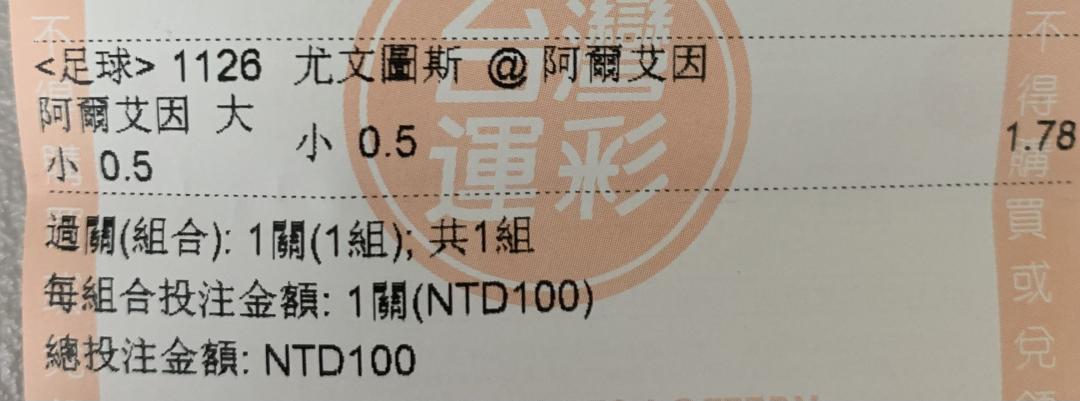 台灣
運彩
<足球> 1126 尤文圖斯 @ 阿爾艾因
阿爾艾因 大
小 0.5 小 0.5 1.78
過關(組合): 1關(1組); 共1組
每組合投注金額: 1關(NTD100)
總投注金額: NTD100
不得購買或兌